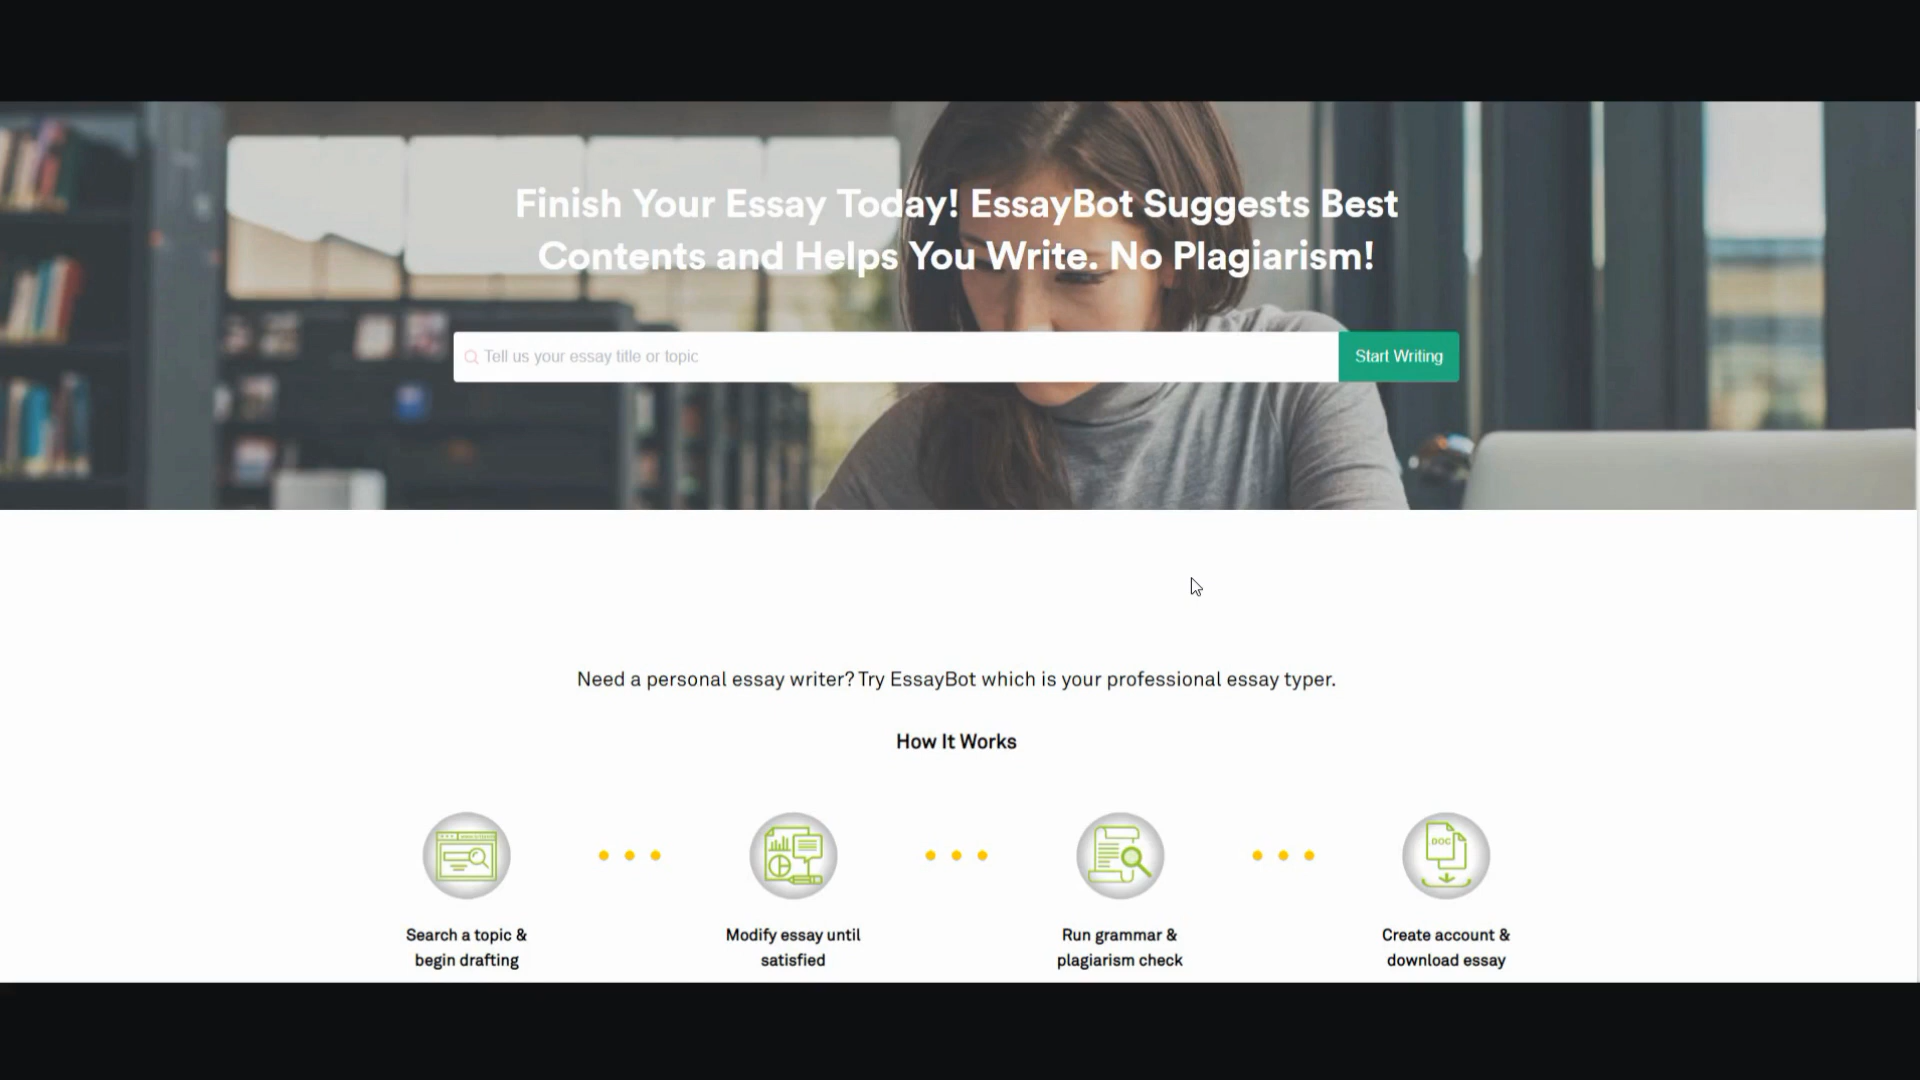 Finish Your Essay Today! EssayBot Suggests Best
Contents and Helps You Write. No Plagiarism!
Tell us your essay title or topic
Start Writing
Need a personal essay writer? Try EssayBot which is your professional essay typer.
How It Works
Search a topic &
begin drafting
Modify essay until
satisfied
Run grammar &
plagiarism check
DOC
Create account &
download essay